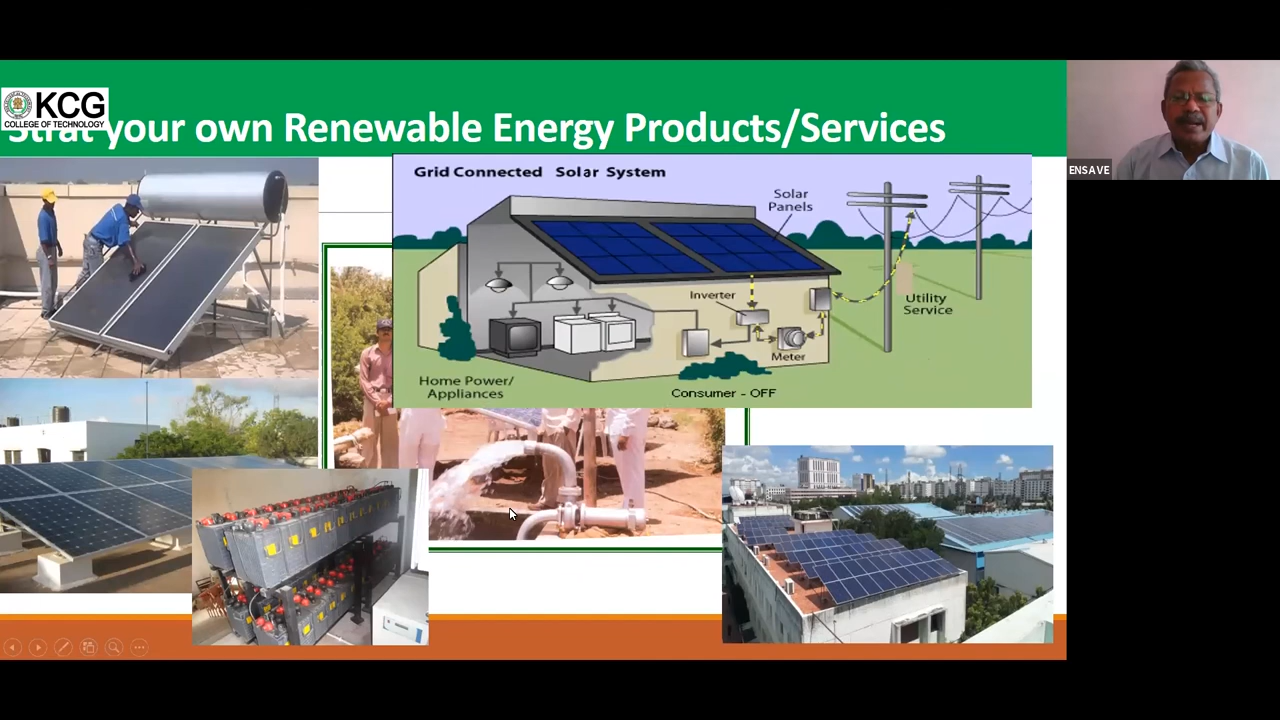 KCG
COLLEGE OF TECHNOLOGY
Strat your own Renewable Energy Products/Services
ENSAVE
Grid Connected Solar System
Solar
Panels
Inverter
Utility
Service
Meter
Home Power/
Appliances
Consumer - OFF